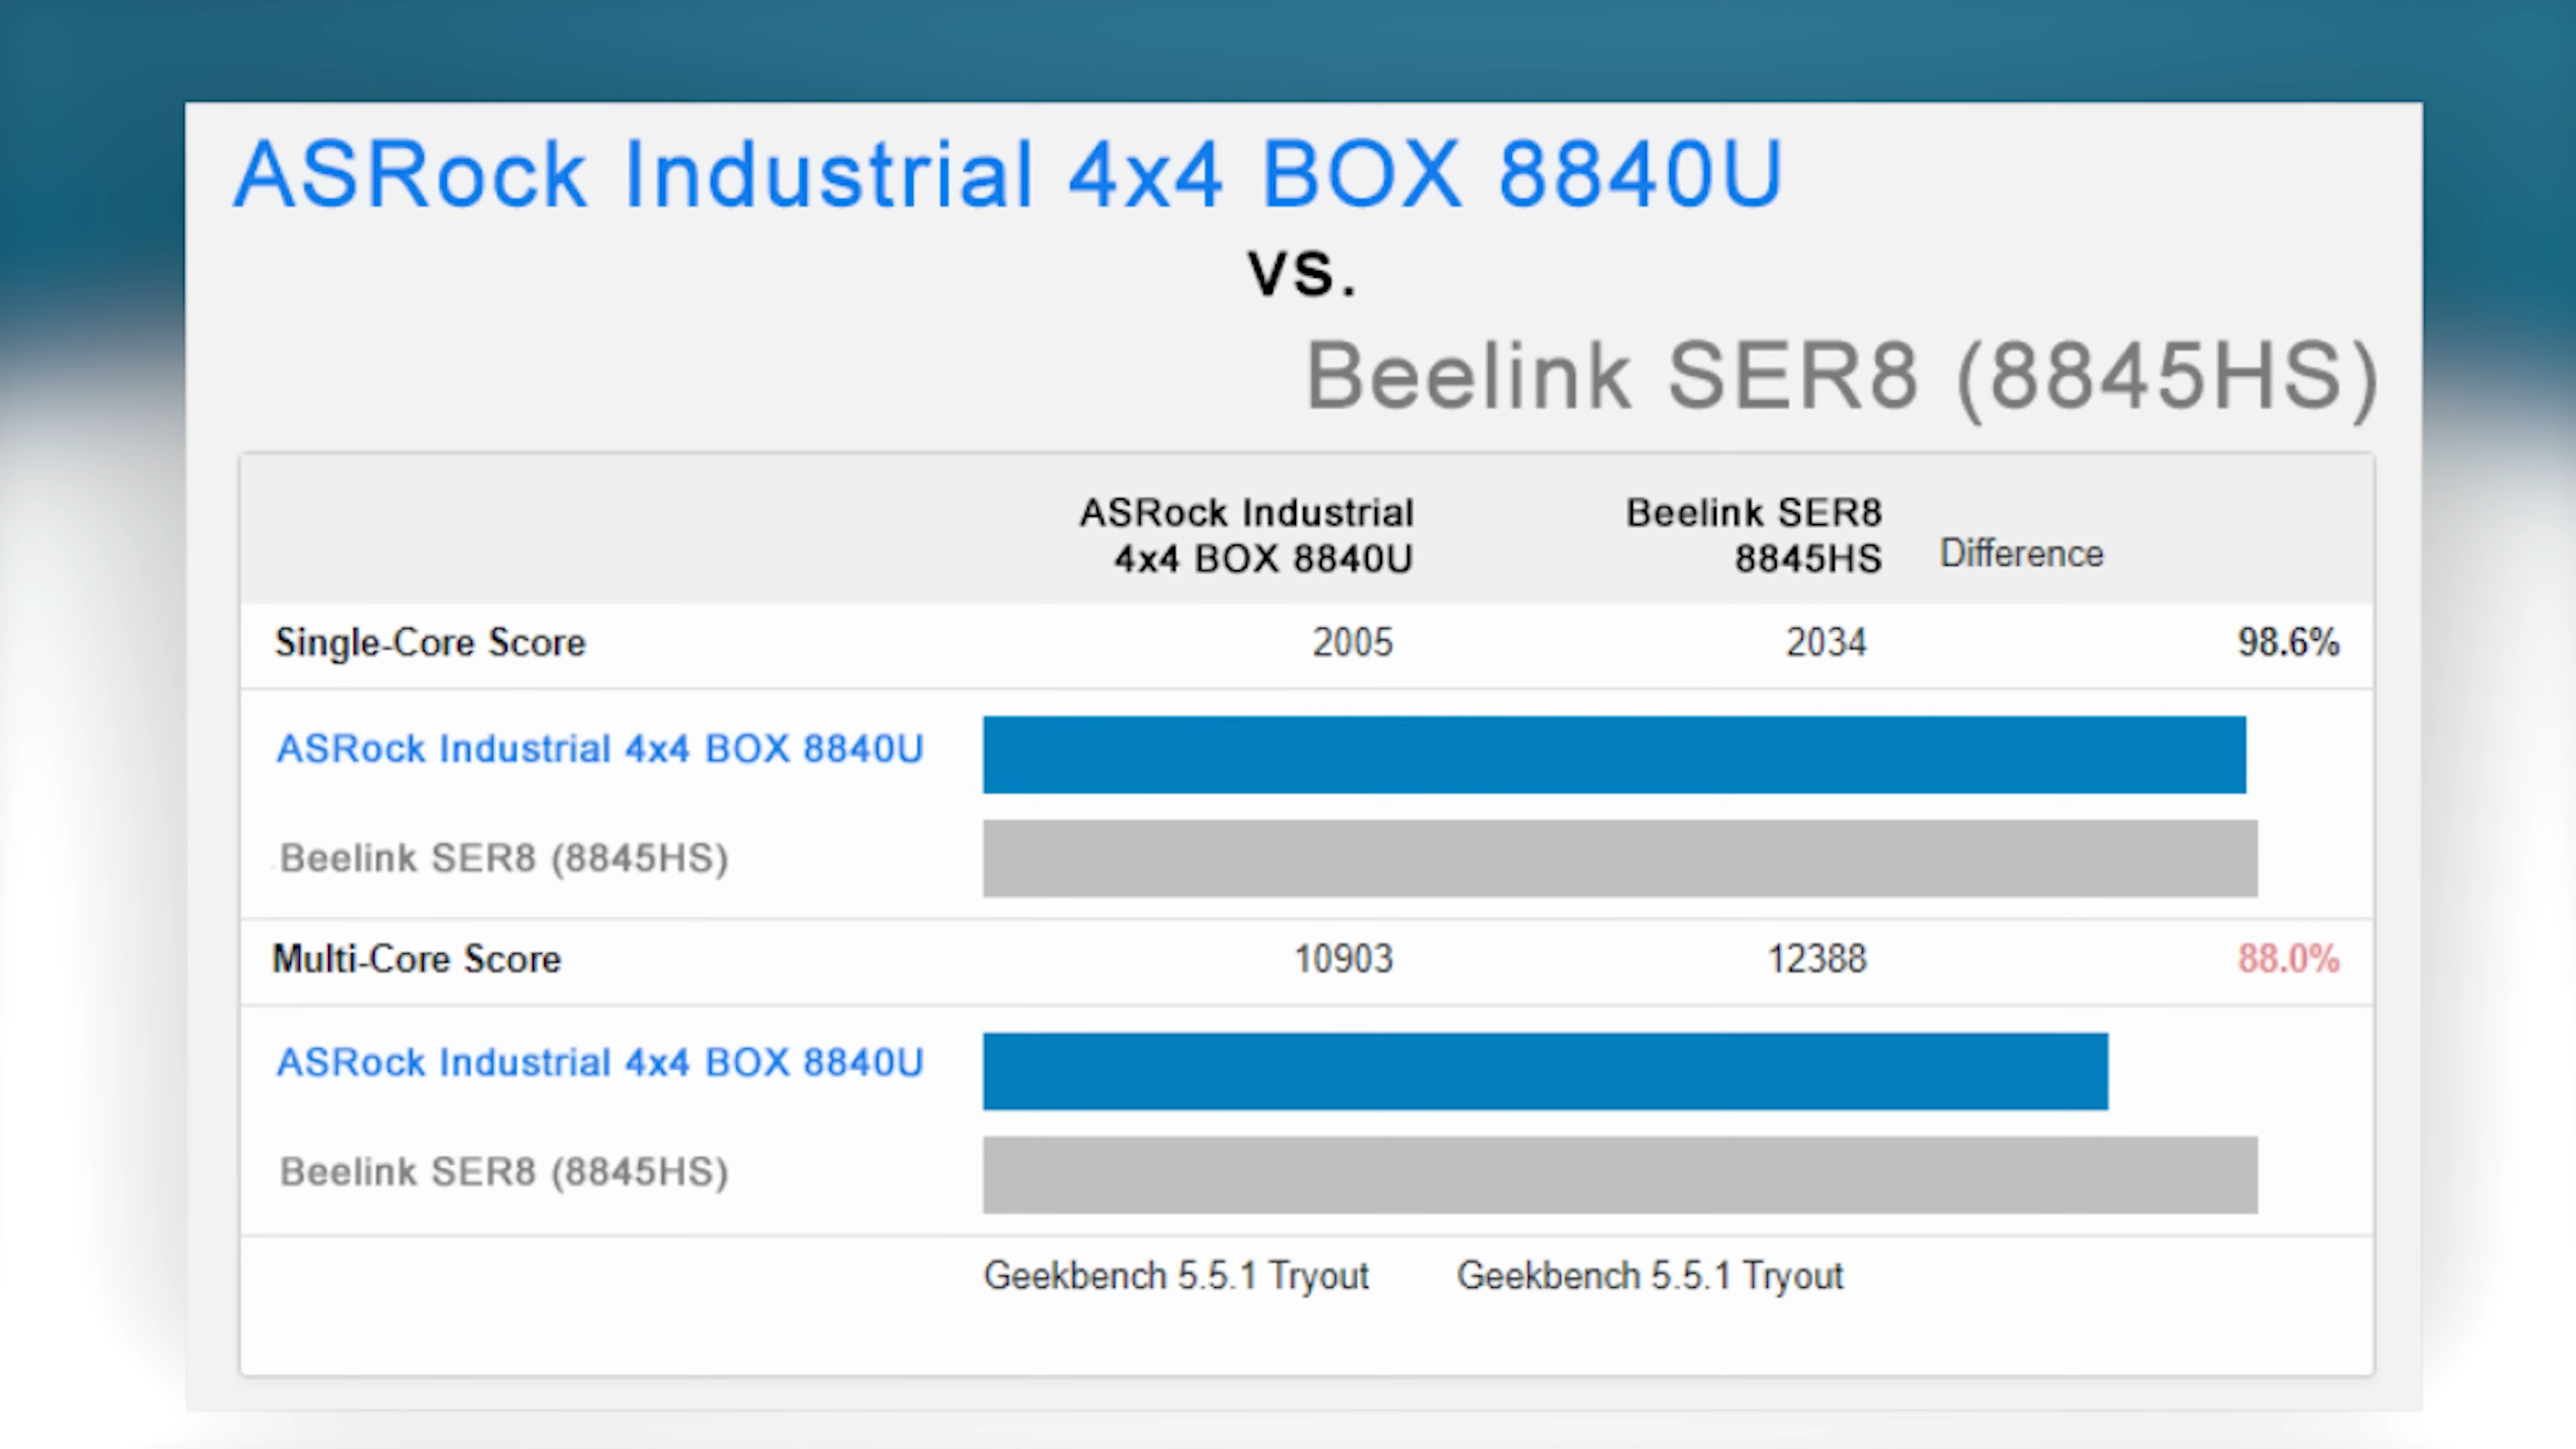 ASRock Industrial 4x4 BOX 8840U
vs.
Beelink SER8 (8845HS)
ASRock Industrial
4x4 BOX 8840U
Beelink SER8
8845HS
Difference
Single-Core Score 2005 2034 98.6%
ASRock Industrial 4x4 BOX 8840U
Beelink SER8 (8845HS)
Multi-Core Score 10903 12388 88.0%
ASRock Industrial 4x4 BOX 8840U
Beelink SER8 (8845HS)
Geekbench 5.5.1 Tryout Geekbench 5.5.1 Tryout